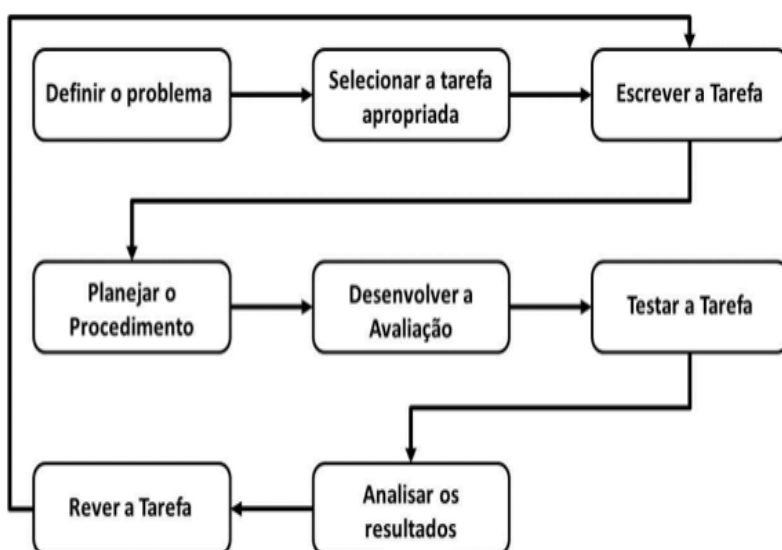 Definir o problema
Selecionar a tarefa
apropriada
Escrever a Tarefa
Planejar o
Procedimento
Desenvolver a
Avaliação
Testar a Tarefa
Rever a Tarefa
Analisar os
resultados